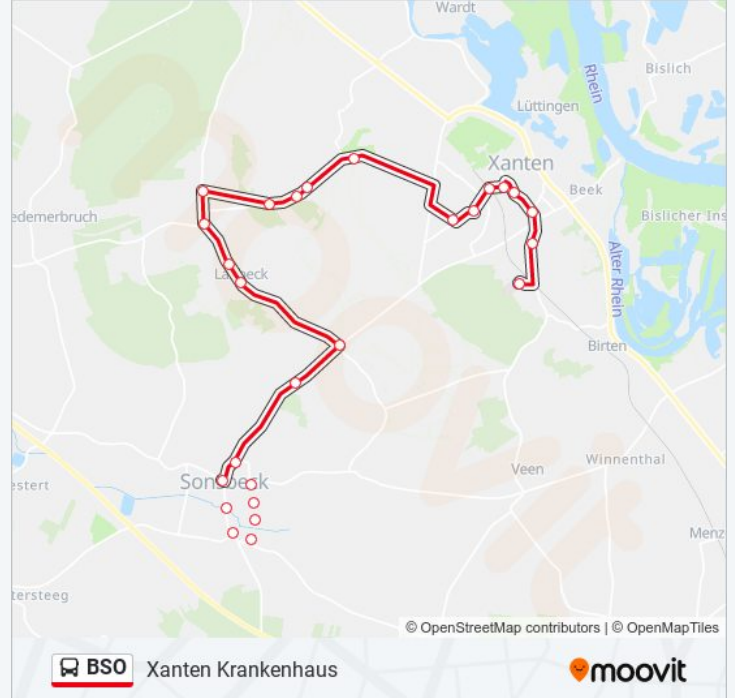 Wardt
Rhein
Bislich
Lüttingen
Xanten
Beek
edemerbruch
Bislicher Ins
Alter Rhein
Labbeck
Birten
Sonsbeck
Winnenthal
Veen
estert
Menz
tersteeg
© OpenStreetMap contributors | © OpenMapTiles
BSO Xanten Krankenhaus
moovit